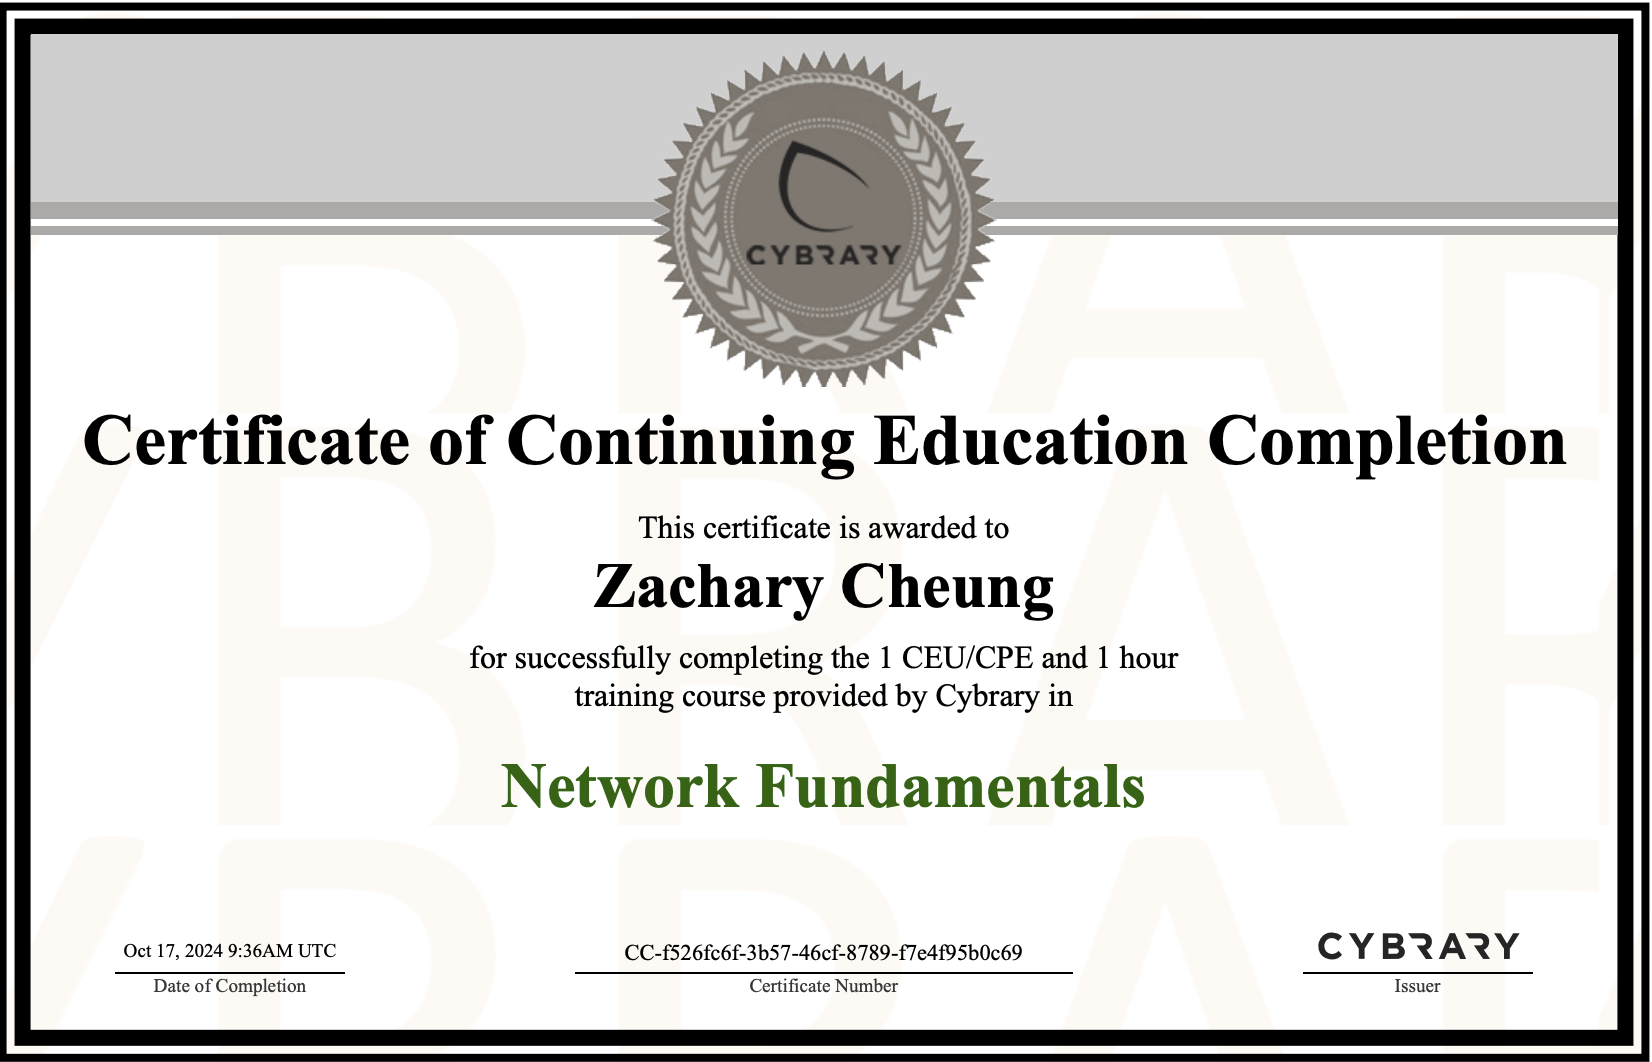 CYBRARY
Certificate of Continuing Education Completion
This certificate is awarded to
Zachary Cheung
for successfully completing the 1 CEU/CPE and 1 hour
training course provided by Cybrary in
Network Fundamentals
Oct 17, 2024 9:36AM UTC
Date of Completion
CC-f526fc6f-3b57-46cf-8789-f7e4f95b0c69
Certificate Number
CYBRARY
Issuer